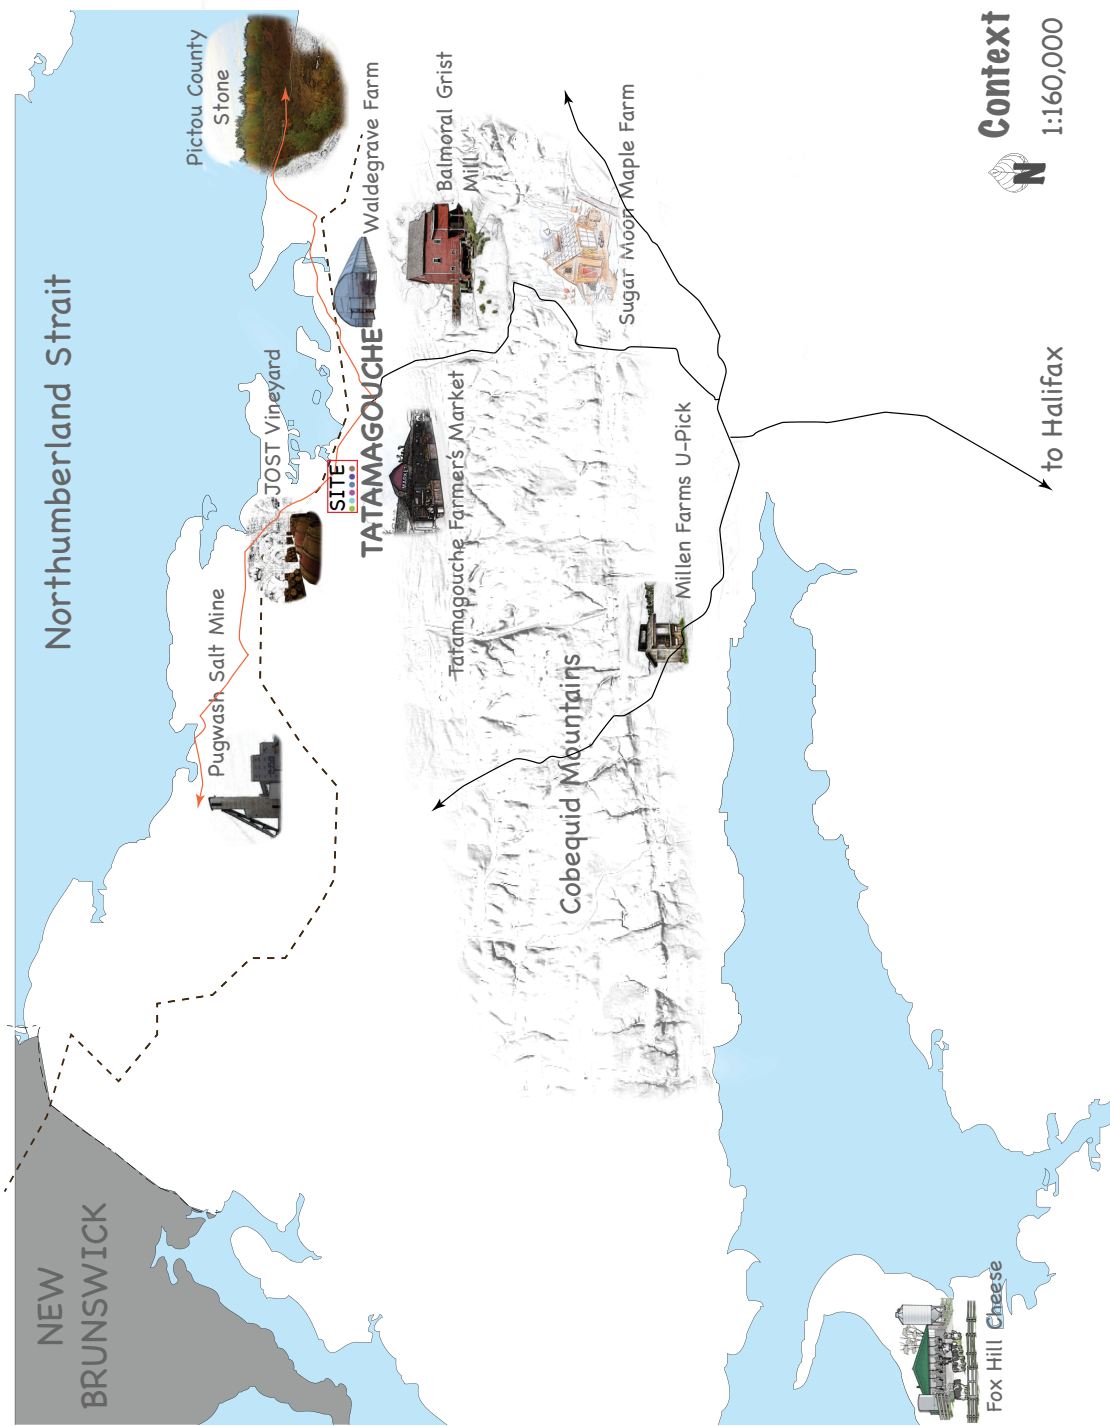 Northumberland Strait
NEW
BRUNSWICK
Pugwash Salt Mine
JOST Vineyard
Pictou County
Stone
SITE
TATAMAGOUCHE
Waldegrave Farm
Tatamagouche Farmer's Market
Balmoral Grist
Mill
Cobequid Mountains
Sugar Moon Maple Farm
Millen Farms U-Pick
Fox Hill Cheese
to Halifax
N
Context
1:160,000